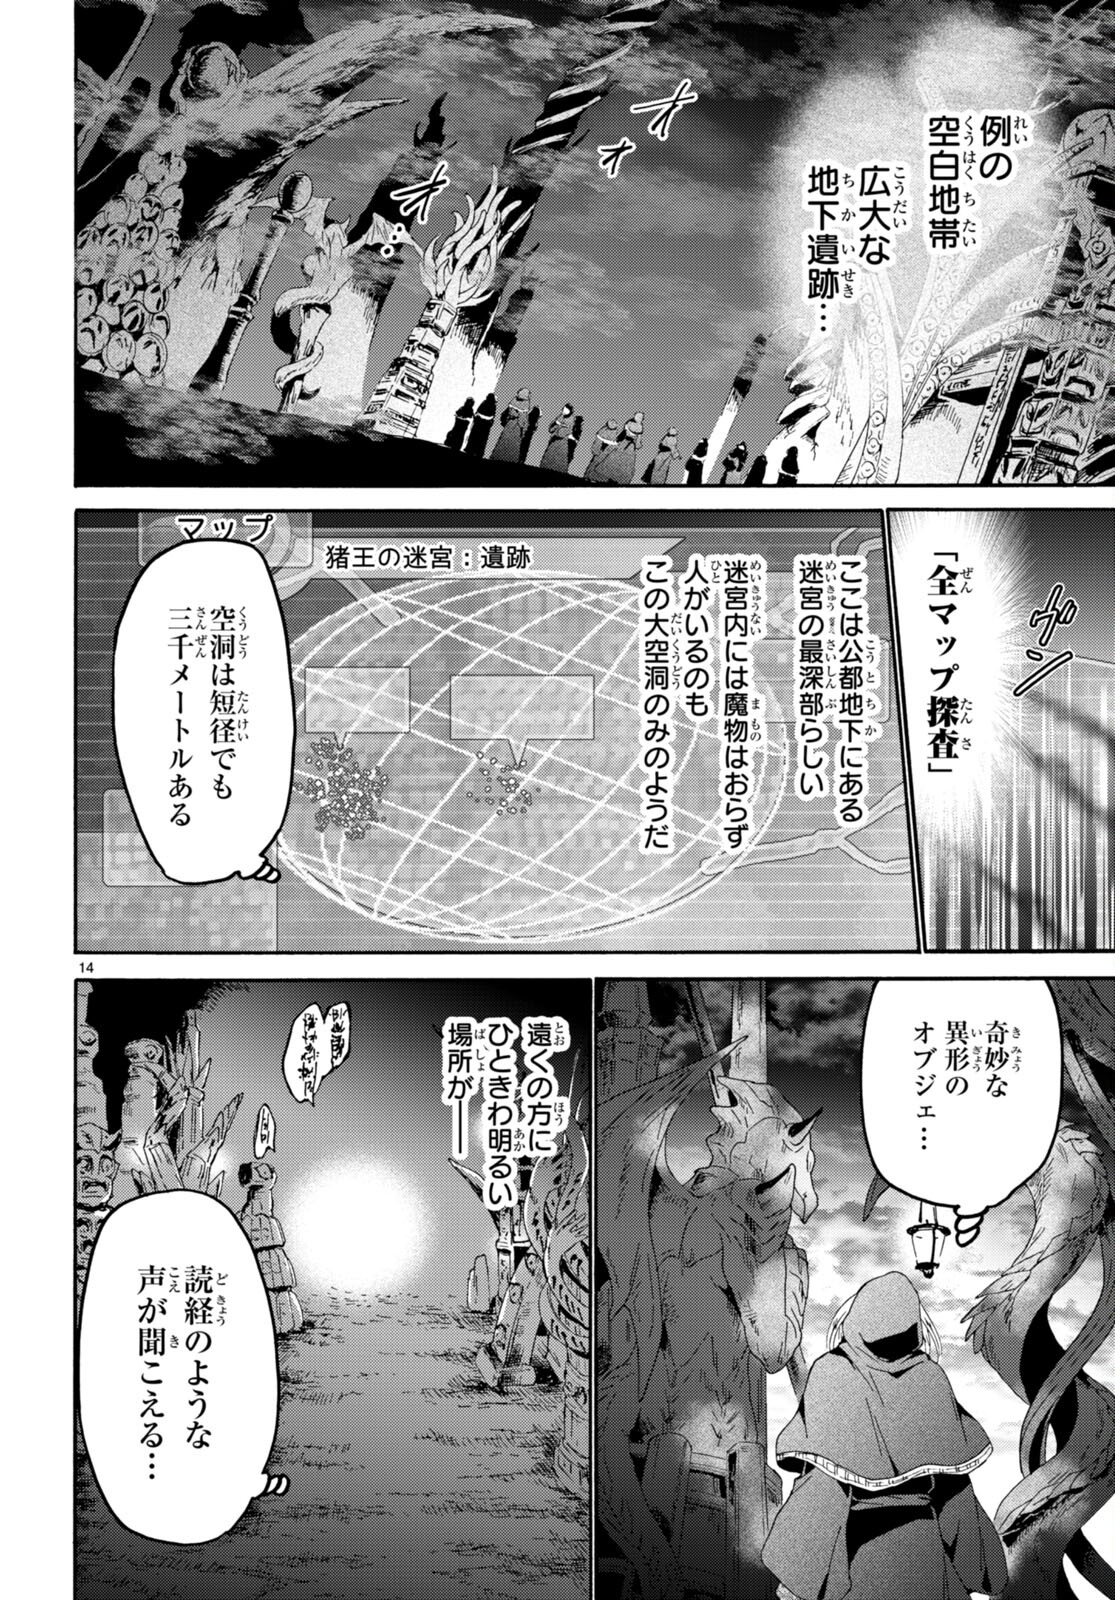 例の
空白地帯
広大な
地下遺跡…
「全マップ探査」
ヴン
マップ
猪王の迷宮：遺跡
ここは公都地下にある
迷宮の最深部らしい
迷宮内には魔物はおらず
人がいるのも
この大空洞のみのようだ
空洞は短径でも
三千メートルある
14
奇妙な
異形の
オブジェ…
遠くの方に
ひときわ明るい
場所が――
読経のような
声が聞こえる…